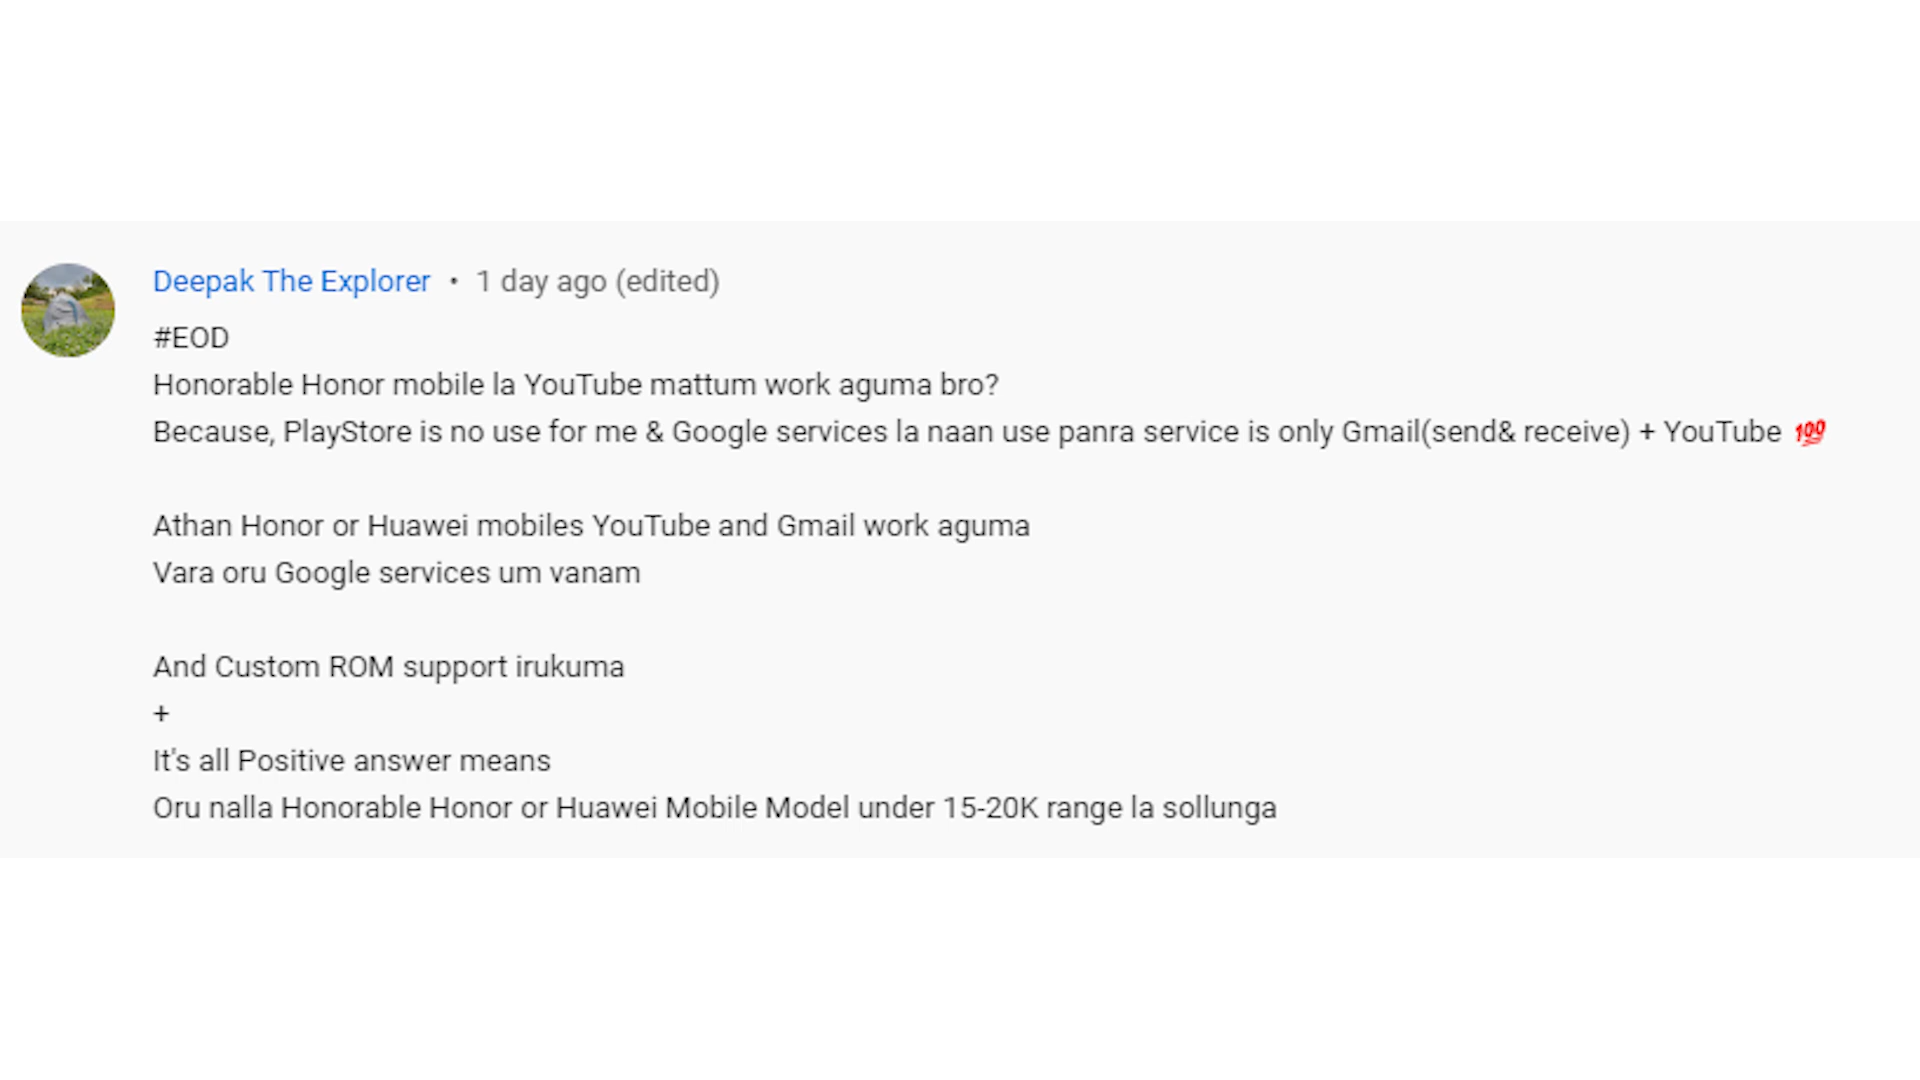 Deepak The Explorer • 1 day ago (edited)
#EOD
Honorable Honor mobile la YouTube mattum work aguma bro?
Because, PlayStore is no use for me & Google services la naan use panra service is only Gmail(send& receive) + YouTube 💯
Athan Honor or Huawei mobiles YouTube and Gmail work aguma
Vara oru Google services um vanam
And Custom ROM support irukuma
+
It's all Positive answer means
Oru nalla Honorable Honor or Huawei Mobile Model under 15-20K range la sollunga